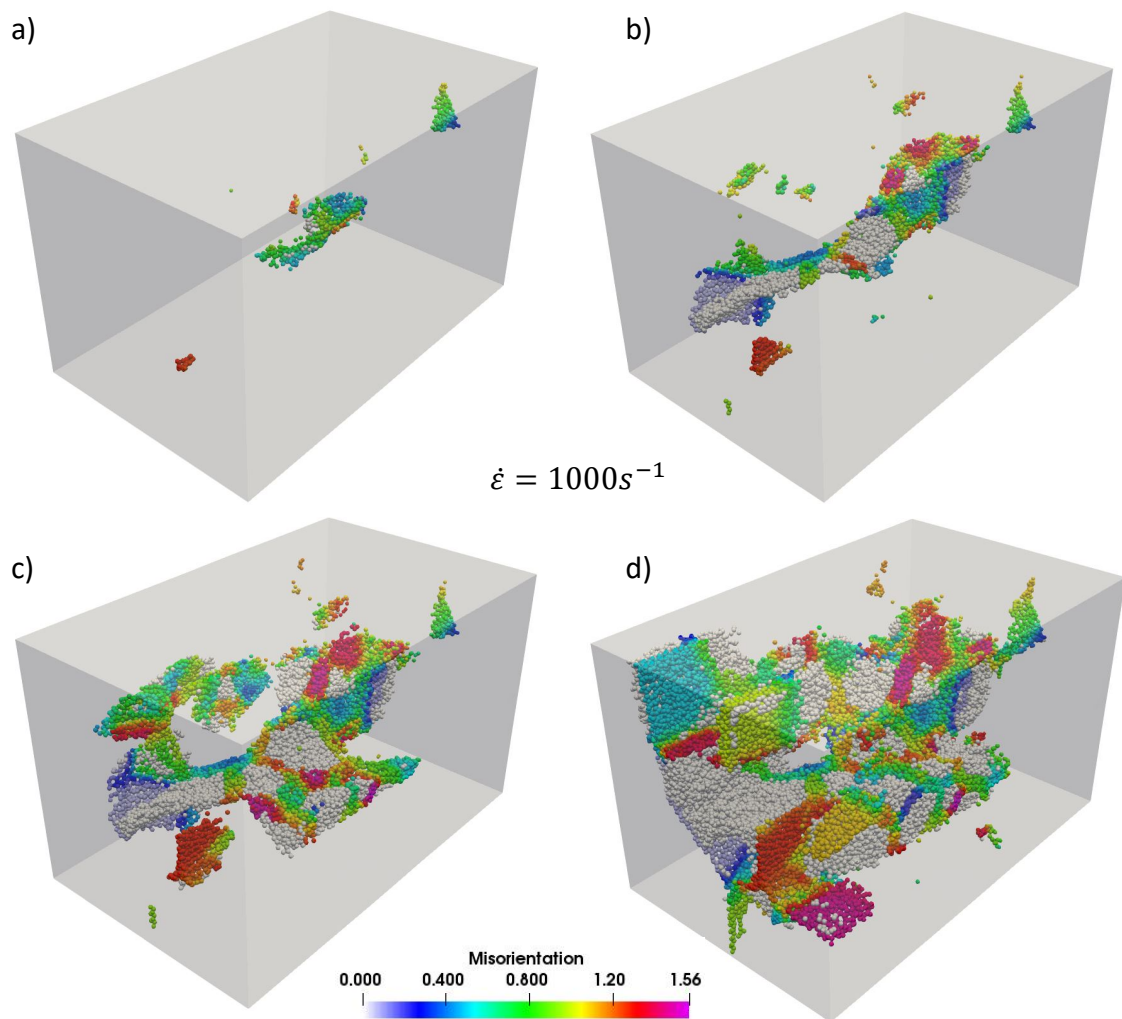 a)
b)
ε̇ = 1000s⁻¹
c)
d)
Misorientation
0.000 0.400 0.800 1.20 1.56